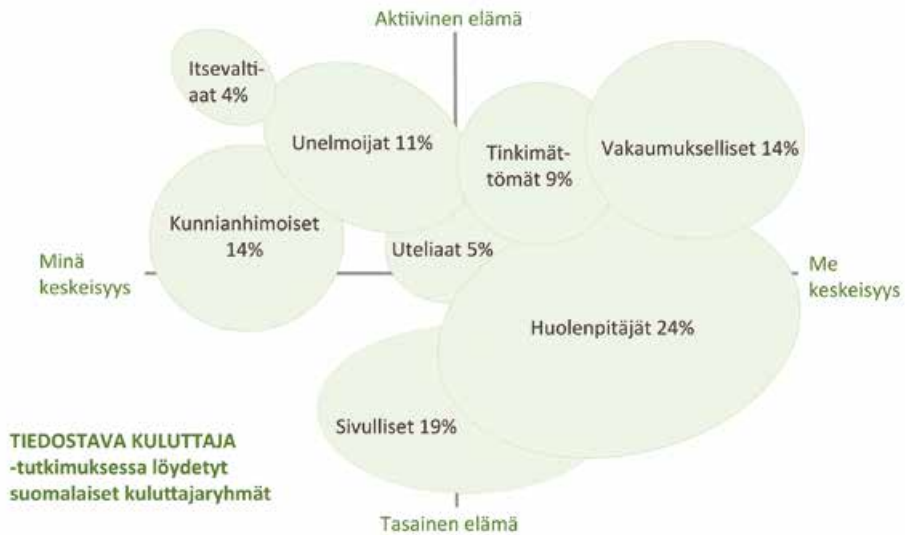 Aktiivinen elämä
Itsevalti-
aat 4%
Unelmoijat 11%
Tinkimät-
tömät 9%
Vakaumukselliset 14%
Kunnianhimoiset
14%
Uteliaat 5%
Minä
keskeisyys
Me
keskeisyys
Huolenpitäjät 24%
Sivulliset 19%
TIEDOSTAVA KULUTTAJA
-tutkimuksessa löydetyt
suomalaiset kuluttajaryhmät
Tasainen elämä